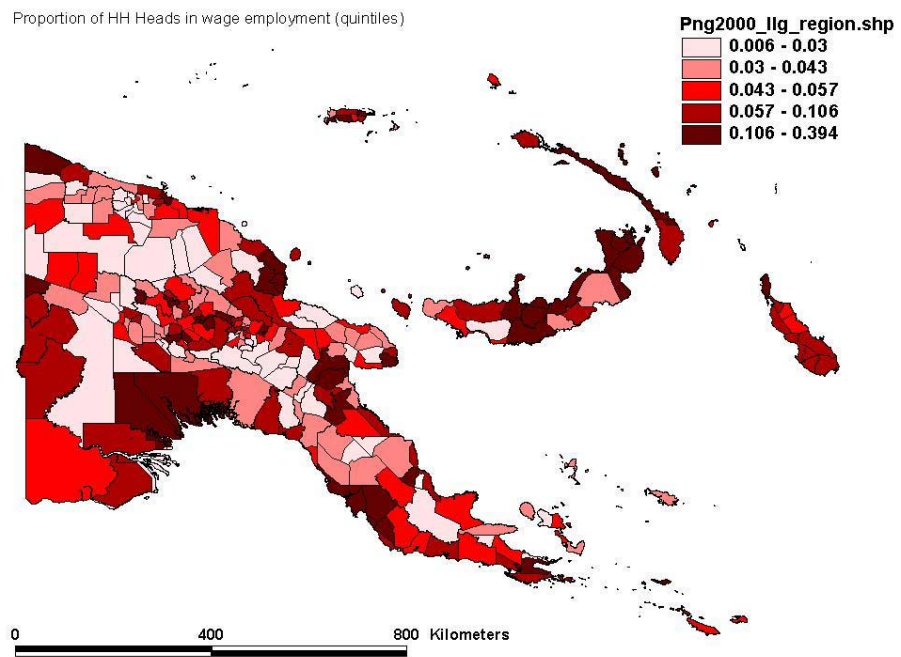 Proportion of HH Heads in wage employment (quintiles)
Png2000_llg_region.shp
0.006 - 0.03
0.03 - 0.043
0.043 - 0.057
0.057 - 0.106
0.106 - 0.394
0 400 800 Kilometers